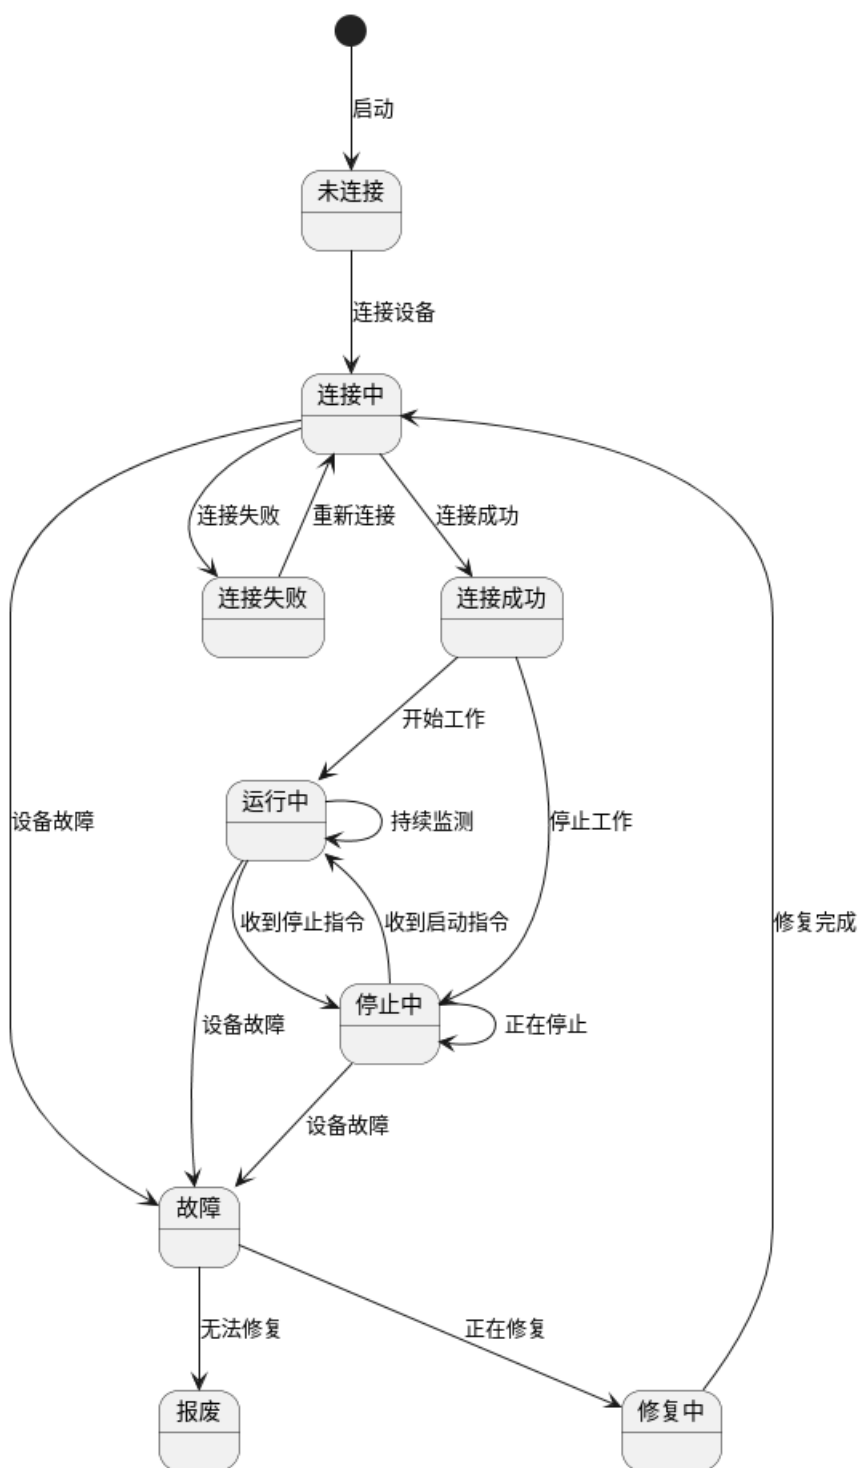 启动
未连接
连接设备
连接中
连接失败
重新连接
连接成功
连接失败
连接成功
开始工作
运行中
持续监测
设备故障
停止工作
收到停止指令
收到启动指令
修复完成
停止中
正在停止
设备故障
设备故障
故障
无法修复
正在修复
报废
修复中